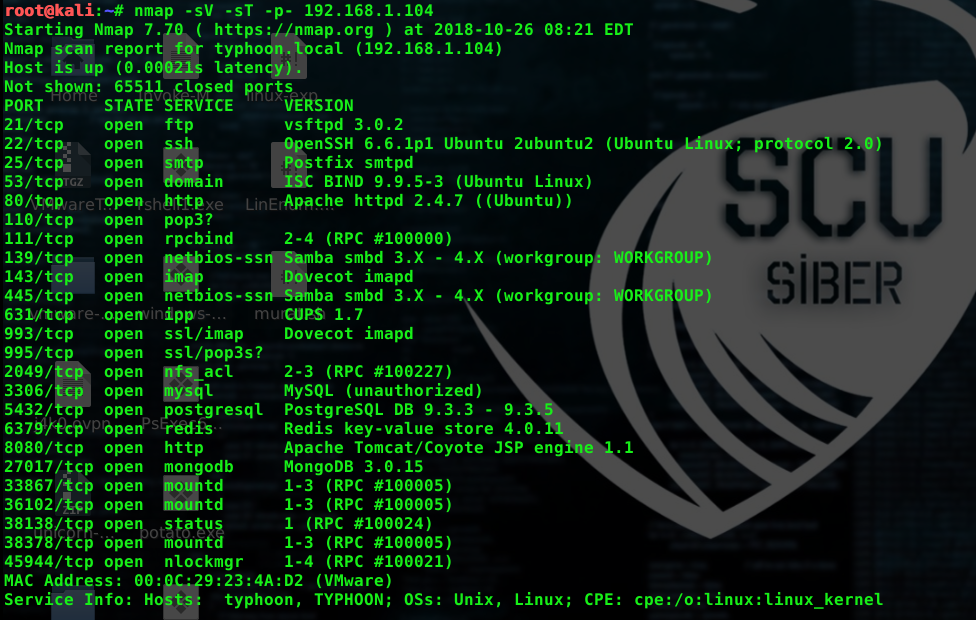 root@kali:~# nmap -sV -sT -p- 192.168.1.104
Starting Nmap 7.70 ( https://nmap.org ) at 2018-10-26 08:21 EDT
Nmap scan report for typhoon.local (192.168.1.104)
Host is up (0.00021s latency).
Not shown: 65511 closed ports
PORT STATE SERVICE VERSION
21/tcp open ftp vsftpd 3.0.2
22/tcp open ssh OpenSSH 6.6.1p1 Ubuntu 2ubuntu2 (Ubuntu Linux; protocol 2.0)
25/tcp open smtp Postfix smtpd
53/tcp open domain ISC BIND 9.9.5-3 (Ubuntu Linux)
80/tcp open http Apache httpd 2.4.7 ((Ubuntu))
110/tcp open pop3?
111/tcp open rpcbind 2-4 (RPC #100000)
139/tcp open netbios-ssn Samba smbd 3.X - 4.X (workgroup: WORKGROUP)
143/tcp open imap Dovecot imapd
445/tcp open netbios-ssn Samba smbd 3.X - 4.X (workgroup: WORKGROUP)
631/tcp open ipp CUPS 1.7
993/tcp open ssl/imap Dovecot imapd
995/tcp open ssl/pop3s?
2049/tcp open nfs_acl 2-3 (RPC #100227)
3306/tcp open mysql MySQL (unauthorized)
5432/tcp open postgresql PostgreSQL DB 9.3.3 - 9.3.5
6379/tcp open redis Redis key-value store 4.0.11
8080/tcp open http Apache Tomcat/Coyote JSP engine 1.1
27017/tcp open mongodb MongoDB 3.0.15
33867/tcp open mountd 1-3 (RPC #100005)
36102/tcp open mountd 1-3 (RPC #100005)
38138/tcp open status 1 (RPC #100024)
38378/tcp open mountd 1-3 (RPC #100005)
45944/tcp open nlockmgr 1-4 (RPC #100021)
MAC Address: 00:0C:29:23:4A:D2 (VMware)
Service Info: Hosts: typhoon, TYPHOON; OSs: Unix, Linux; CPE: cpe:/o:linux:linux_kernel
SCU
SİBER
Home
TGZ
LinEnum....
PsExec.e...
ZIP
unicorn-...
potato.exe